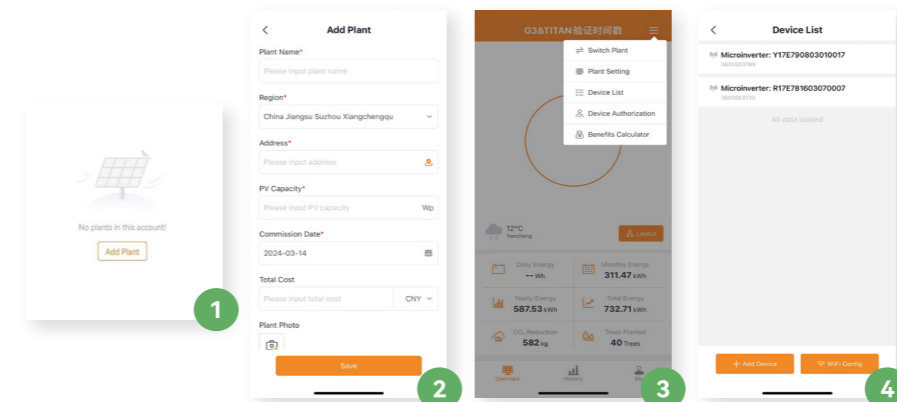 No plants in this account!
Add Plant
1
Add Plant
Plant Name*
Please input plant name
Region*
China Jiangsu Suzhou Xiangchengqu
Address*
Please input address
PV Capacity*
Please input PV capacity
Wp
Commission Date*
2024-03-14
Total Cost
Please input total cost
CNY
Plant Photo
Save
2
G3&TITAN验证时间戳
Switch Plant
Plant Setting
Device List
Device Authorization
Benefits Calculator
12°C
Yancheng
Layout
Daily Energy
-- Wh
Monthly Energy
311.47 kWh
Yearly Energy
587.53 kWh
Total Energy
732.71 kWh
CO₂ Reduction
582 kg
Trees Planted
40 Trees
Overview
History
3
Device List
Microinverter: Y17E790803010017
Microinverter: R17E781603070007
All data loaded
+ Add Device
WiFi Config
4